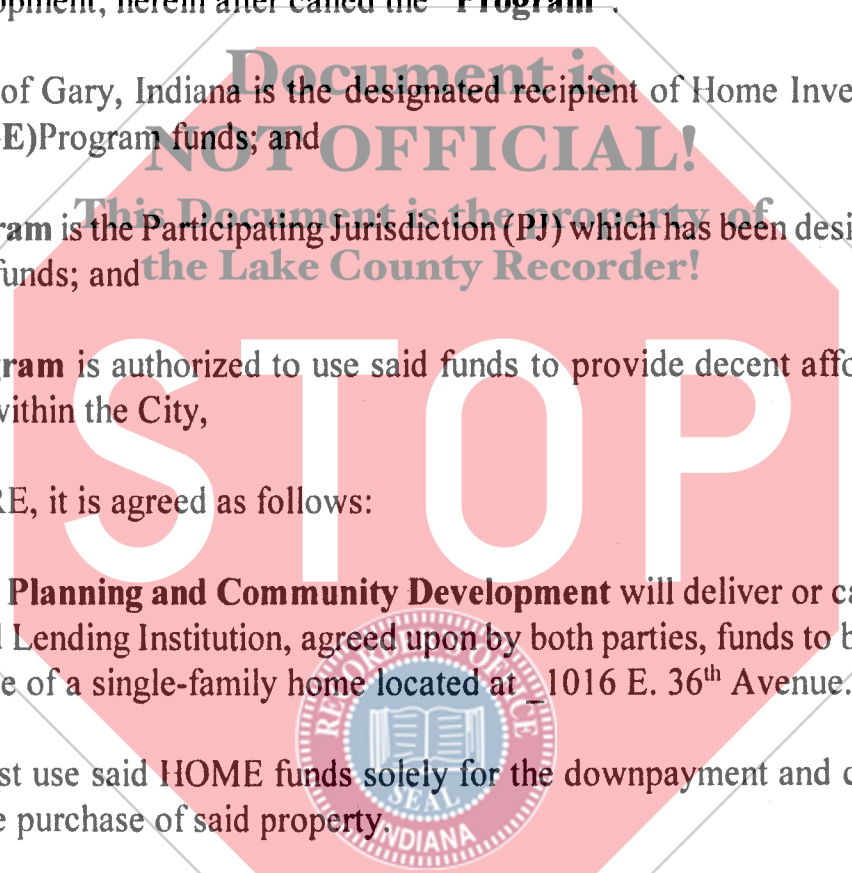 opment, herein after called the "Program".
Document is
of Gary, Indiana is the designated recipient of Home Inve
E)Program funds; and
NOT OFFICIAL!
This Document is the property of
ram is the Participating Jurisdiction (PJ) which has been desi
funds; and
the Lake County Recorder!
gram is authorized to use said funds to provide decent affo
within the City,
STOP
RE, it is agreed as follows:
Planning and Community Development will deliver or ca
Lending Institution, agreed upon by both parties, funds to b
e of a single-family home located at _1016 E. 36th Avenue.
RECORDER'S OFFICE
st use said HOME funds solely for the downpayment and c
SEAL
e purchase of said property.
INDIANA